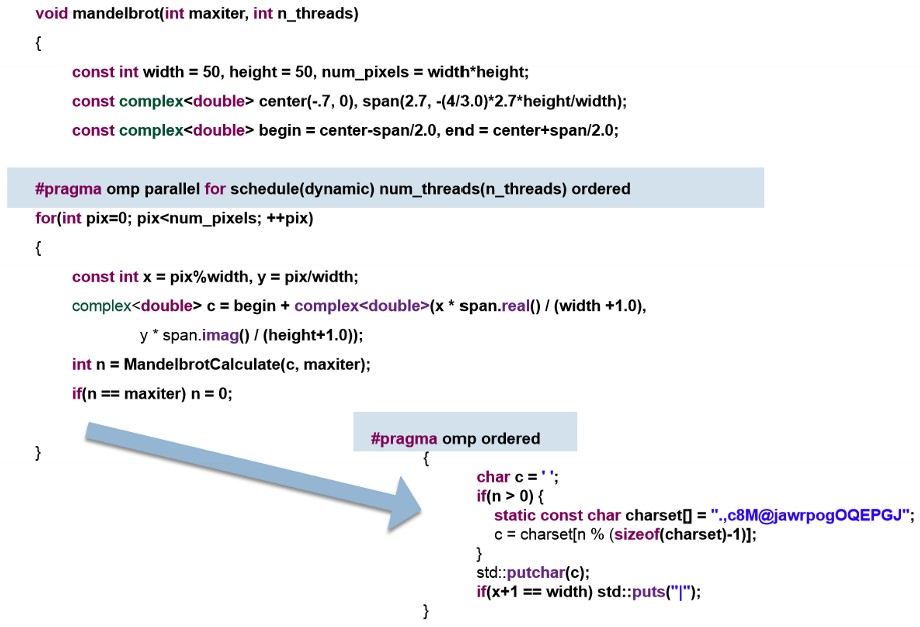 void mandelbrot(int maxiter, int n_threads)
{
const int width = 50, height = 50, num_pixels = width*height;
const complex<double> center(-.7, 0), span(2.7, -(4/3.0)*2.7*height/width);
const complex<double> begin = center-span/2.0, end = center+span/2.0;
#pragma omp parallel for schedule(dynamic) num_threads(n_threads) ordered
for(int pix=0; pix<num_pixels; ++pix)
{
const int x = pix%width, y = pix/width;
complex<double> c = begin + complex<double>(x * span.real() / (width +1.0),
y * span.imag() / (height+1.0));
int n = MandelbrotCalculate(c, maxiter);
if(n == maxiter) n = 0;
}
#pragma omp ordered
{
char c = ' ';
if(n > 0) {
static const char charset[] = ".,c8M@jawrpogOQEPGJ";
c = charset[n % (sizeof(charset)-1)];
}
std::putchar(c);
if(x+1 == width) std::puts("|");
}